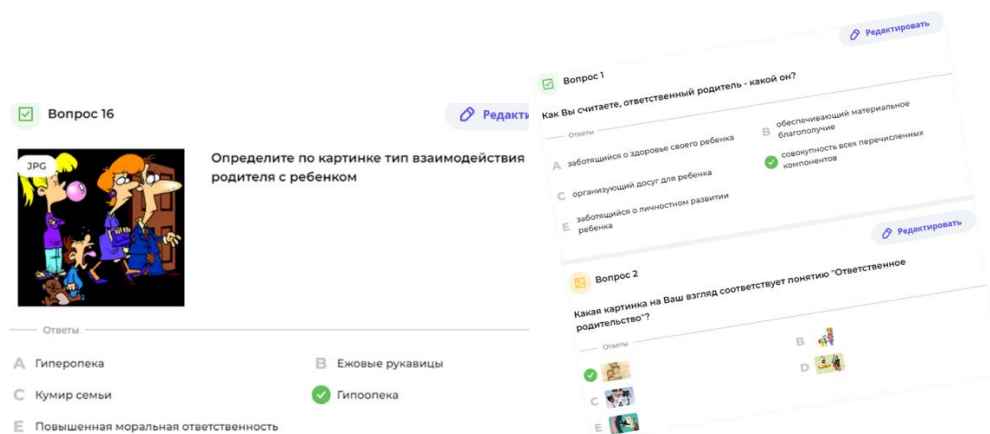 Вопрос 16
Редакти
JPG
Определите по картинке тип взаимодействия
родителя с ребенком
Ответы
A Гиперопека
B Ежовые рукавицы
C Кумир семьи
Гипоопека
E Повышенная моральная ответственность
Редактировать
Вопрос 1
Как Вы считаете, ответственный родитель - какой он?
Ответы
A заботящийся о здоровье своего ребенка
B обеспечивающий материальное
благополучие
C организующий досуг для ребенка
совокупность всех перечисленных
компонентов
E заботящийся о личностном развитии
ребенка
Редактировать
Вопрос 2
Какая картинка на Ваш взгляд соответствует понятию "Ответственное
родительство"?
Ответы
B
C
D
E